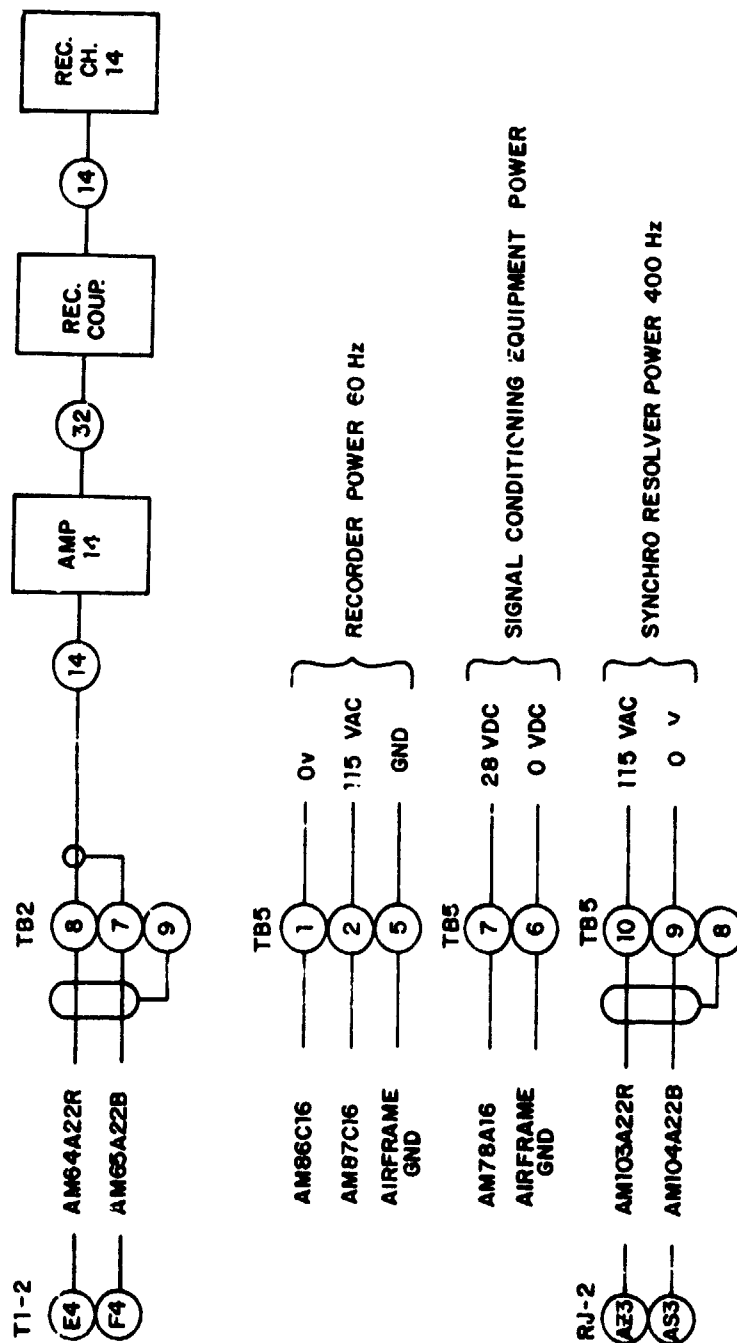 T1-2
E4
AM64A22R
TB2
8
14
AMP
14
32
REC.
COUP.
14
REC.
CH.
14
F4
AM65A22B
7
9
TB5
AM86C16
1
0V
AM87C16
2
115 VAC
RECORDER POWER 60 Hz
AIRFRAME
GND
5
GND
TB5
AM78A16
7
28 VDC
SIGNAL CONDITIONING EQUIPMENT POWER
AIRFRAME
GND
6
0 VDC
RJ-2
TB5
AZ3
AM103A22R
10
115 VAC
SYNCHRO RESOLVER POWER 400 Hz
AS3
AM104A22B
9
0 V
8